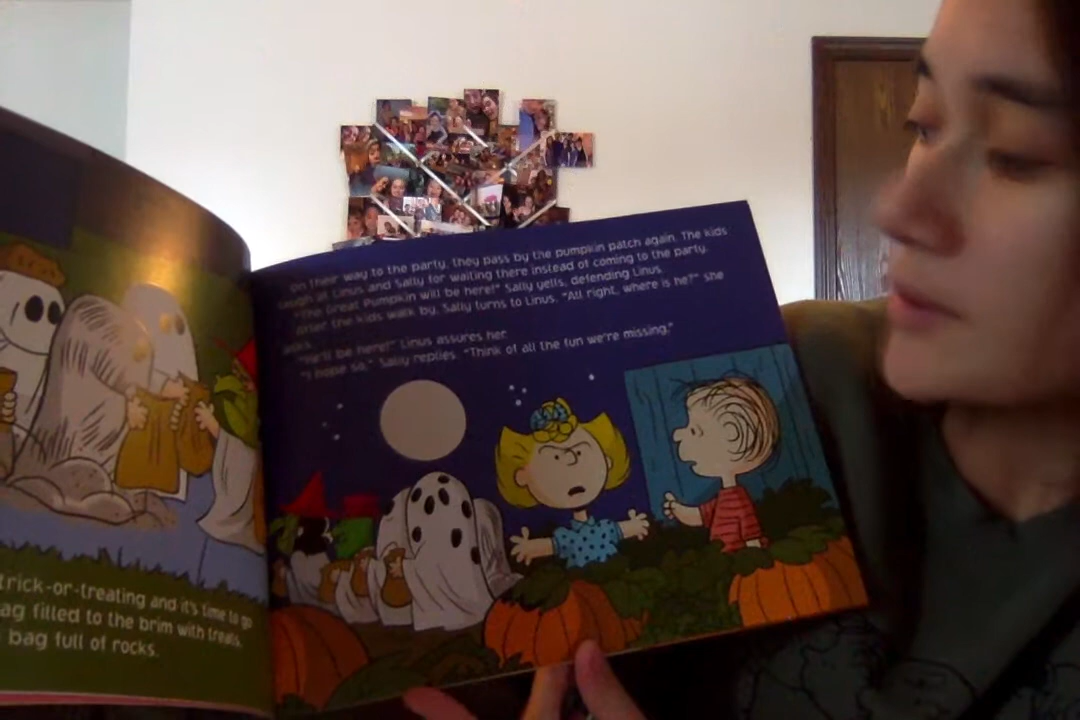 trick-or-treating and it's time to go
bag filled to the brim with treats.
bag full of rocks.
On their way to the party, they pass by the pumpkin patch again. The kids
laugh at Linus and Sally for waiting there instead of coming to the party.
"The Great Pumpkin will be here!" Sally yells, defending Linus.
After the kids walk by, Sally turns to Linus. "All right, where is he?" she
asks.
"He'll be here!" Linus assures her.
"I hope so," Sally replies. "Think of all the fun we're missing."